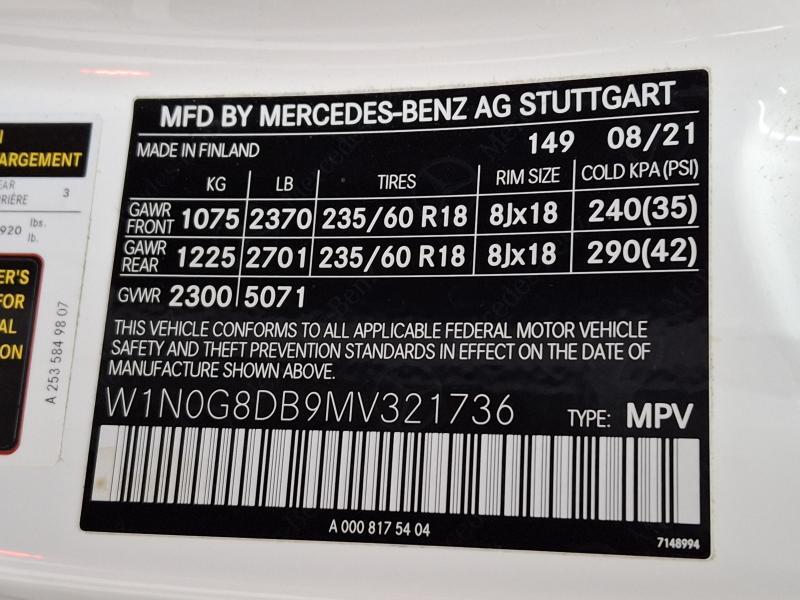 MFD BY MERCEDES-BENZ AG STUTTGART
MADE IN FINLAND 149 08/21
KG LB TIRES RIM SIZE COLD KPA (PSI)
GAWR FRONT 1075 2370 235/60 R18 8Jx18 240(35)
GAWR REAR 1225 2701 235/60 R18 8Jx18 290(42)
GVWR 2300 5071
THIS VEHICLE CONFORMS TO ALL APPLICABLE FEDERAL MOTOR VEHICLE
SAFETY AND THEFT PREVENTION STANDARDS IN EFFECT ON THE DATE OF
MANUFACTURE SHOWN ABOVE.
W1N0G8DB9MV321736 TYPE: MPV
A 000 817 54 04
7148994
ARGEMENT
3
920 lbs.
lb.
ER'S
FOR
AL
ON
A 253 584 98 07